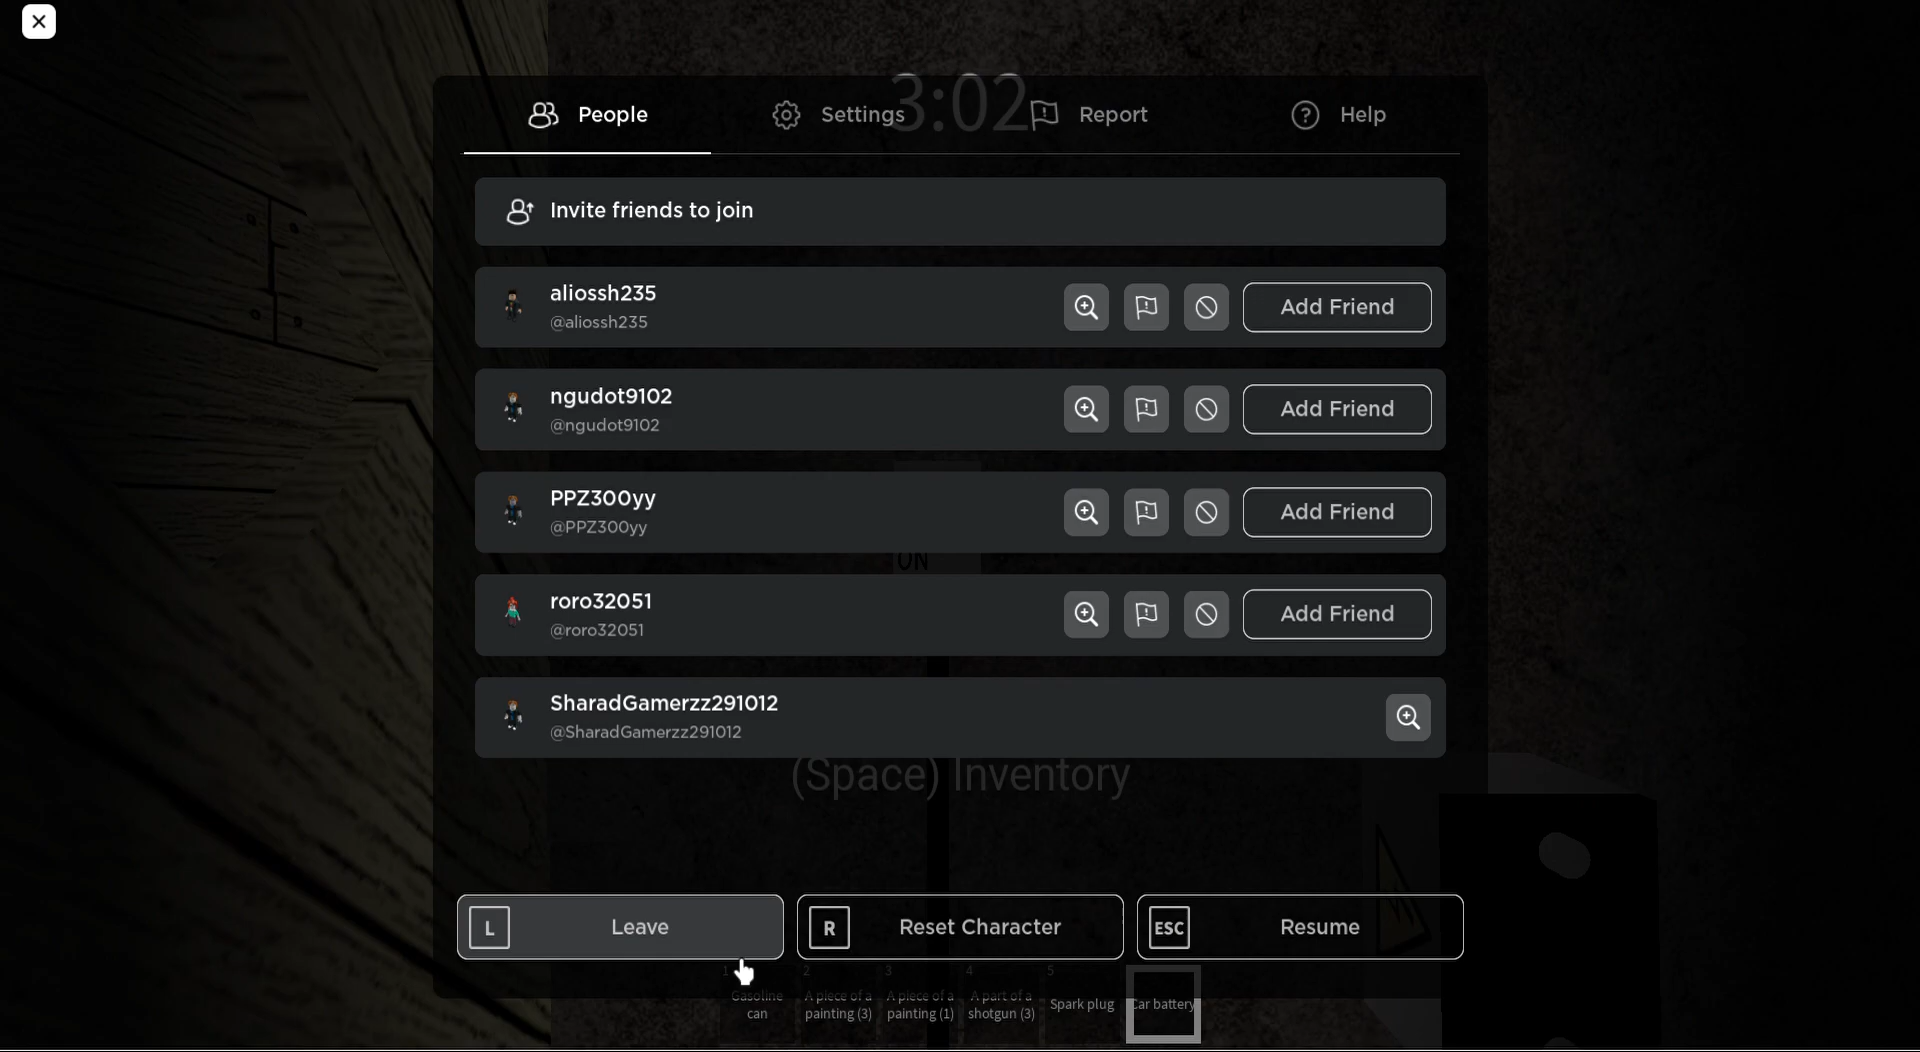 3:02
People
Settings
Report
Help
Invite friends to join
aliossh235
@aliossh235
Add Friend
ngudot9102
@ngudot9102
Add Friend
PPZ300yy
@PPZ300yy
Add Friend
ON
roro32051
@roro32051
Add Friend
SharadGamerzz291012
@SharadGamerzz291012
(Space) Inventory
L Leave
R Reset Character
ESC Resume
1 2 3 4 5
Gasoline can
A piece of a painting (3)
A piece of a painting (1)
A part of a shotgun (3)
Spark plug
Car battery